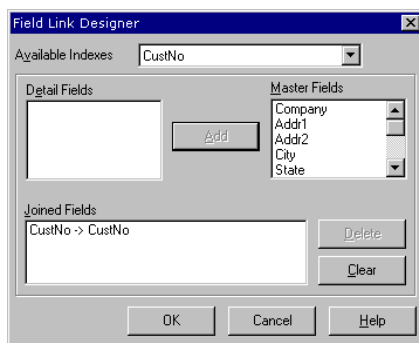 Field Link Designer
Available Indexes CustNo
Detail Fields
Master Fields
Add
Company
Addr1
Addr2
City
State
Joined Fields
CustNo -> CustNo
Delete
Clear
OK Cancel Help